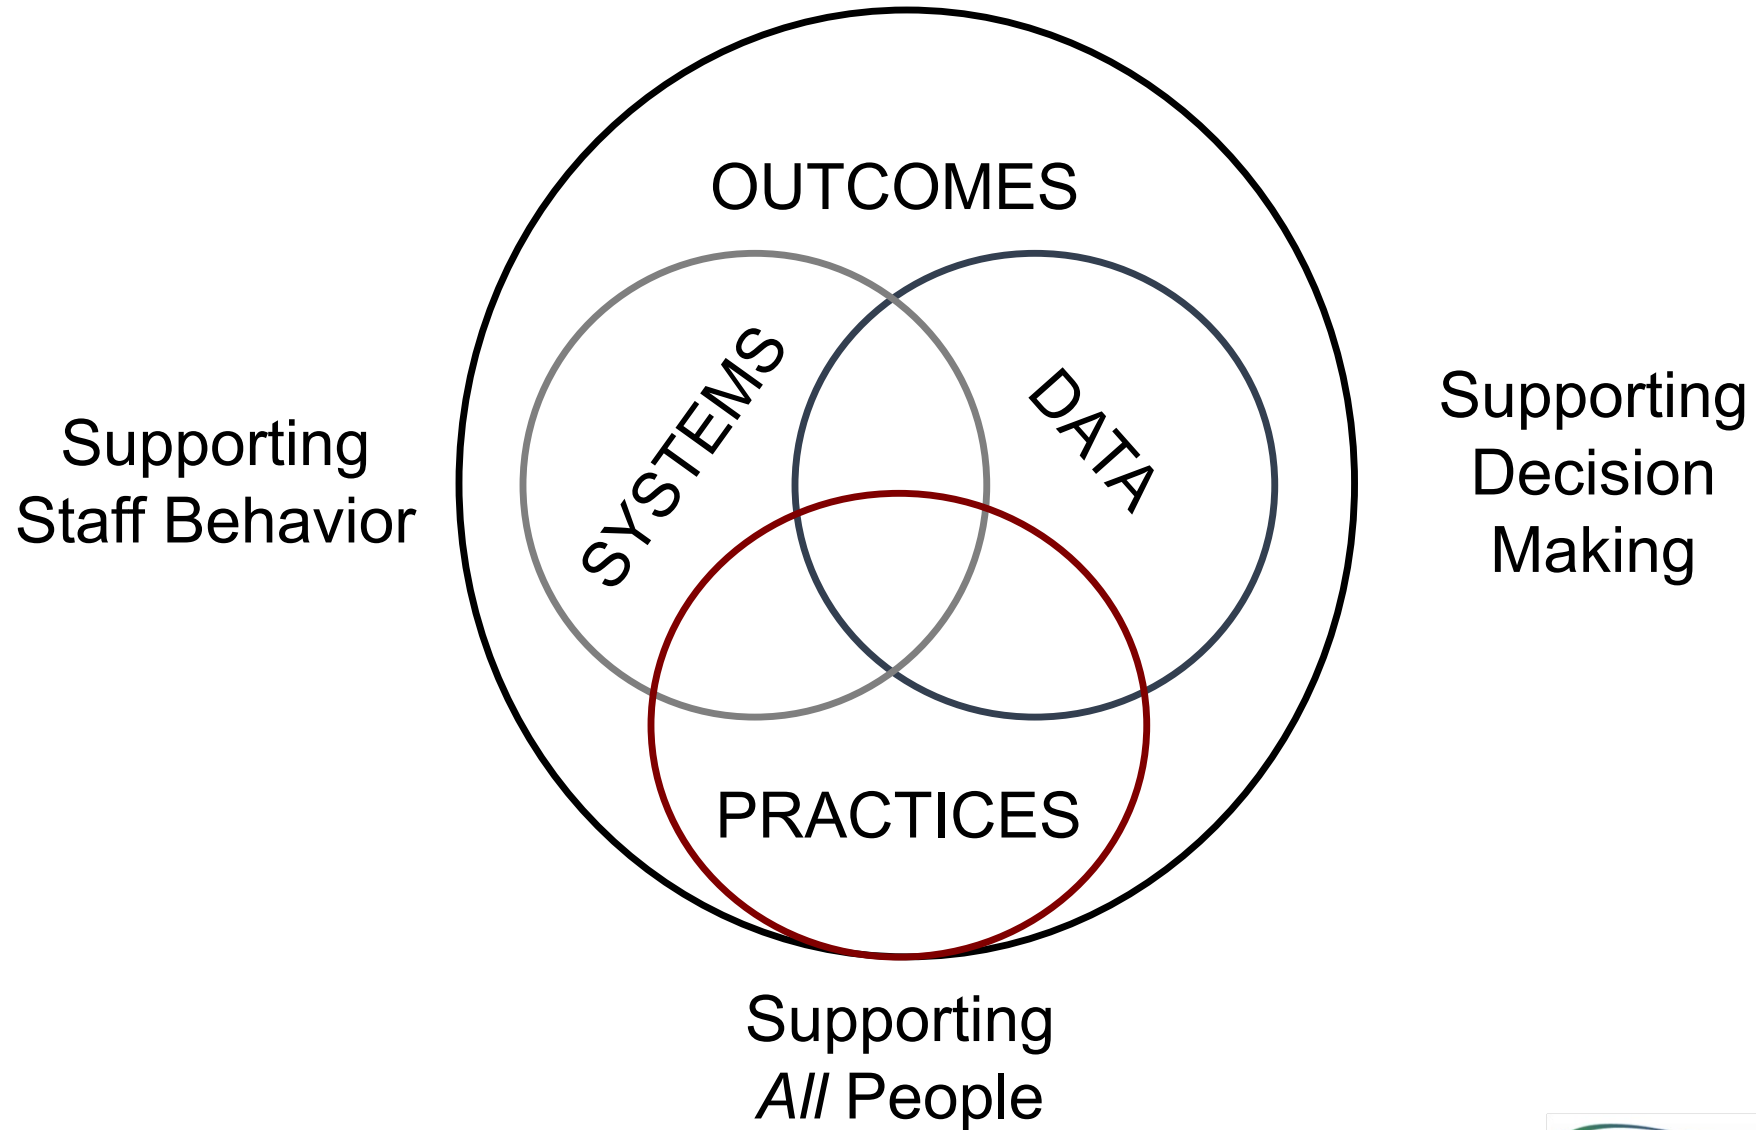 OUTCOMES
SYSTEMS
DATA
Supporting
Staff Behavior
Supporting
Decision
Making
PRACTICES
Supporting
All People